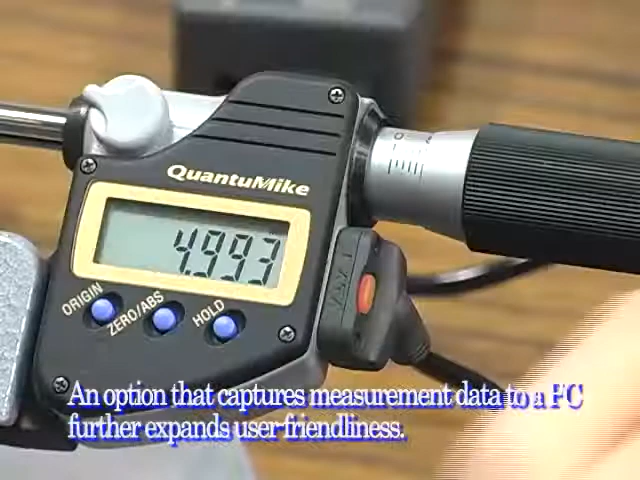 QuantuMike
4.993
ORIGIN
ZERO/ABS
HOLD
0
An option that captures measurement data to a PC
further expands user-friendliness.